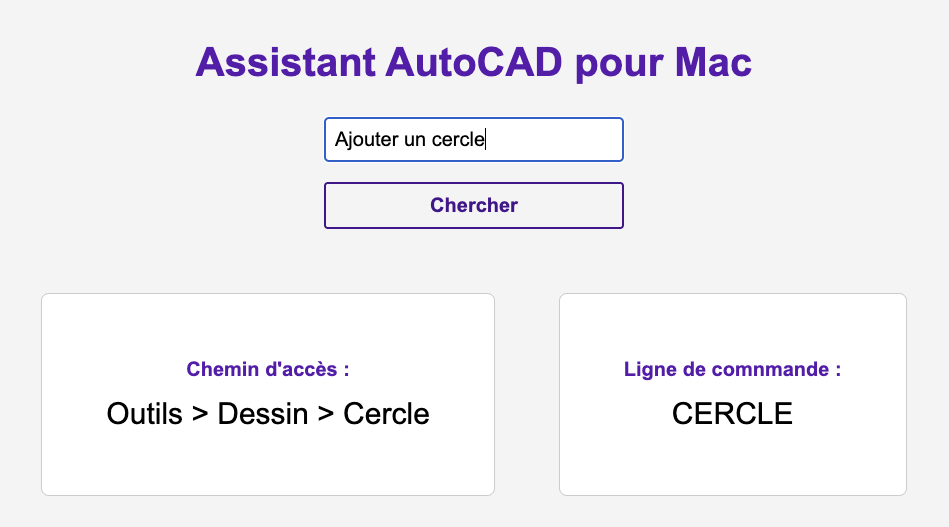 Assistant AutoCAD pour Mac
Ajouter un cercle
Chercher
Chemin d'accès :
Outils > Dessin > Cercle
Ligne de comnmande :
CERCLE